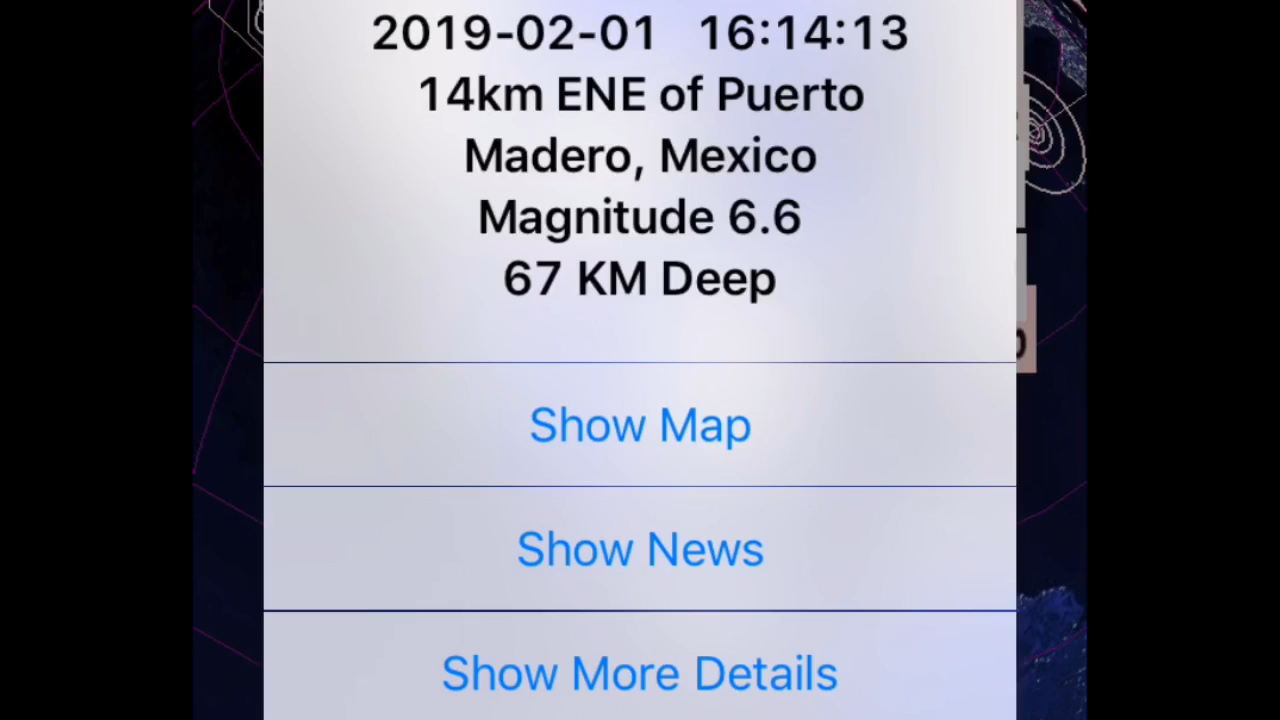 2019-02-01 16:14:13
14km ENE of Puerto
Madero, Mexico
Magnitude 6.6
67 KM Deep
Show Map
Show News
Show More Details